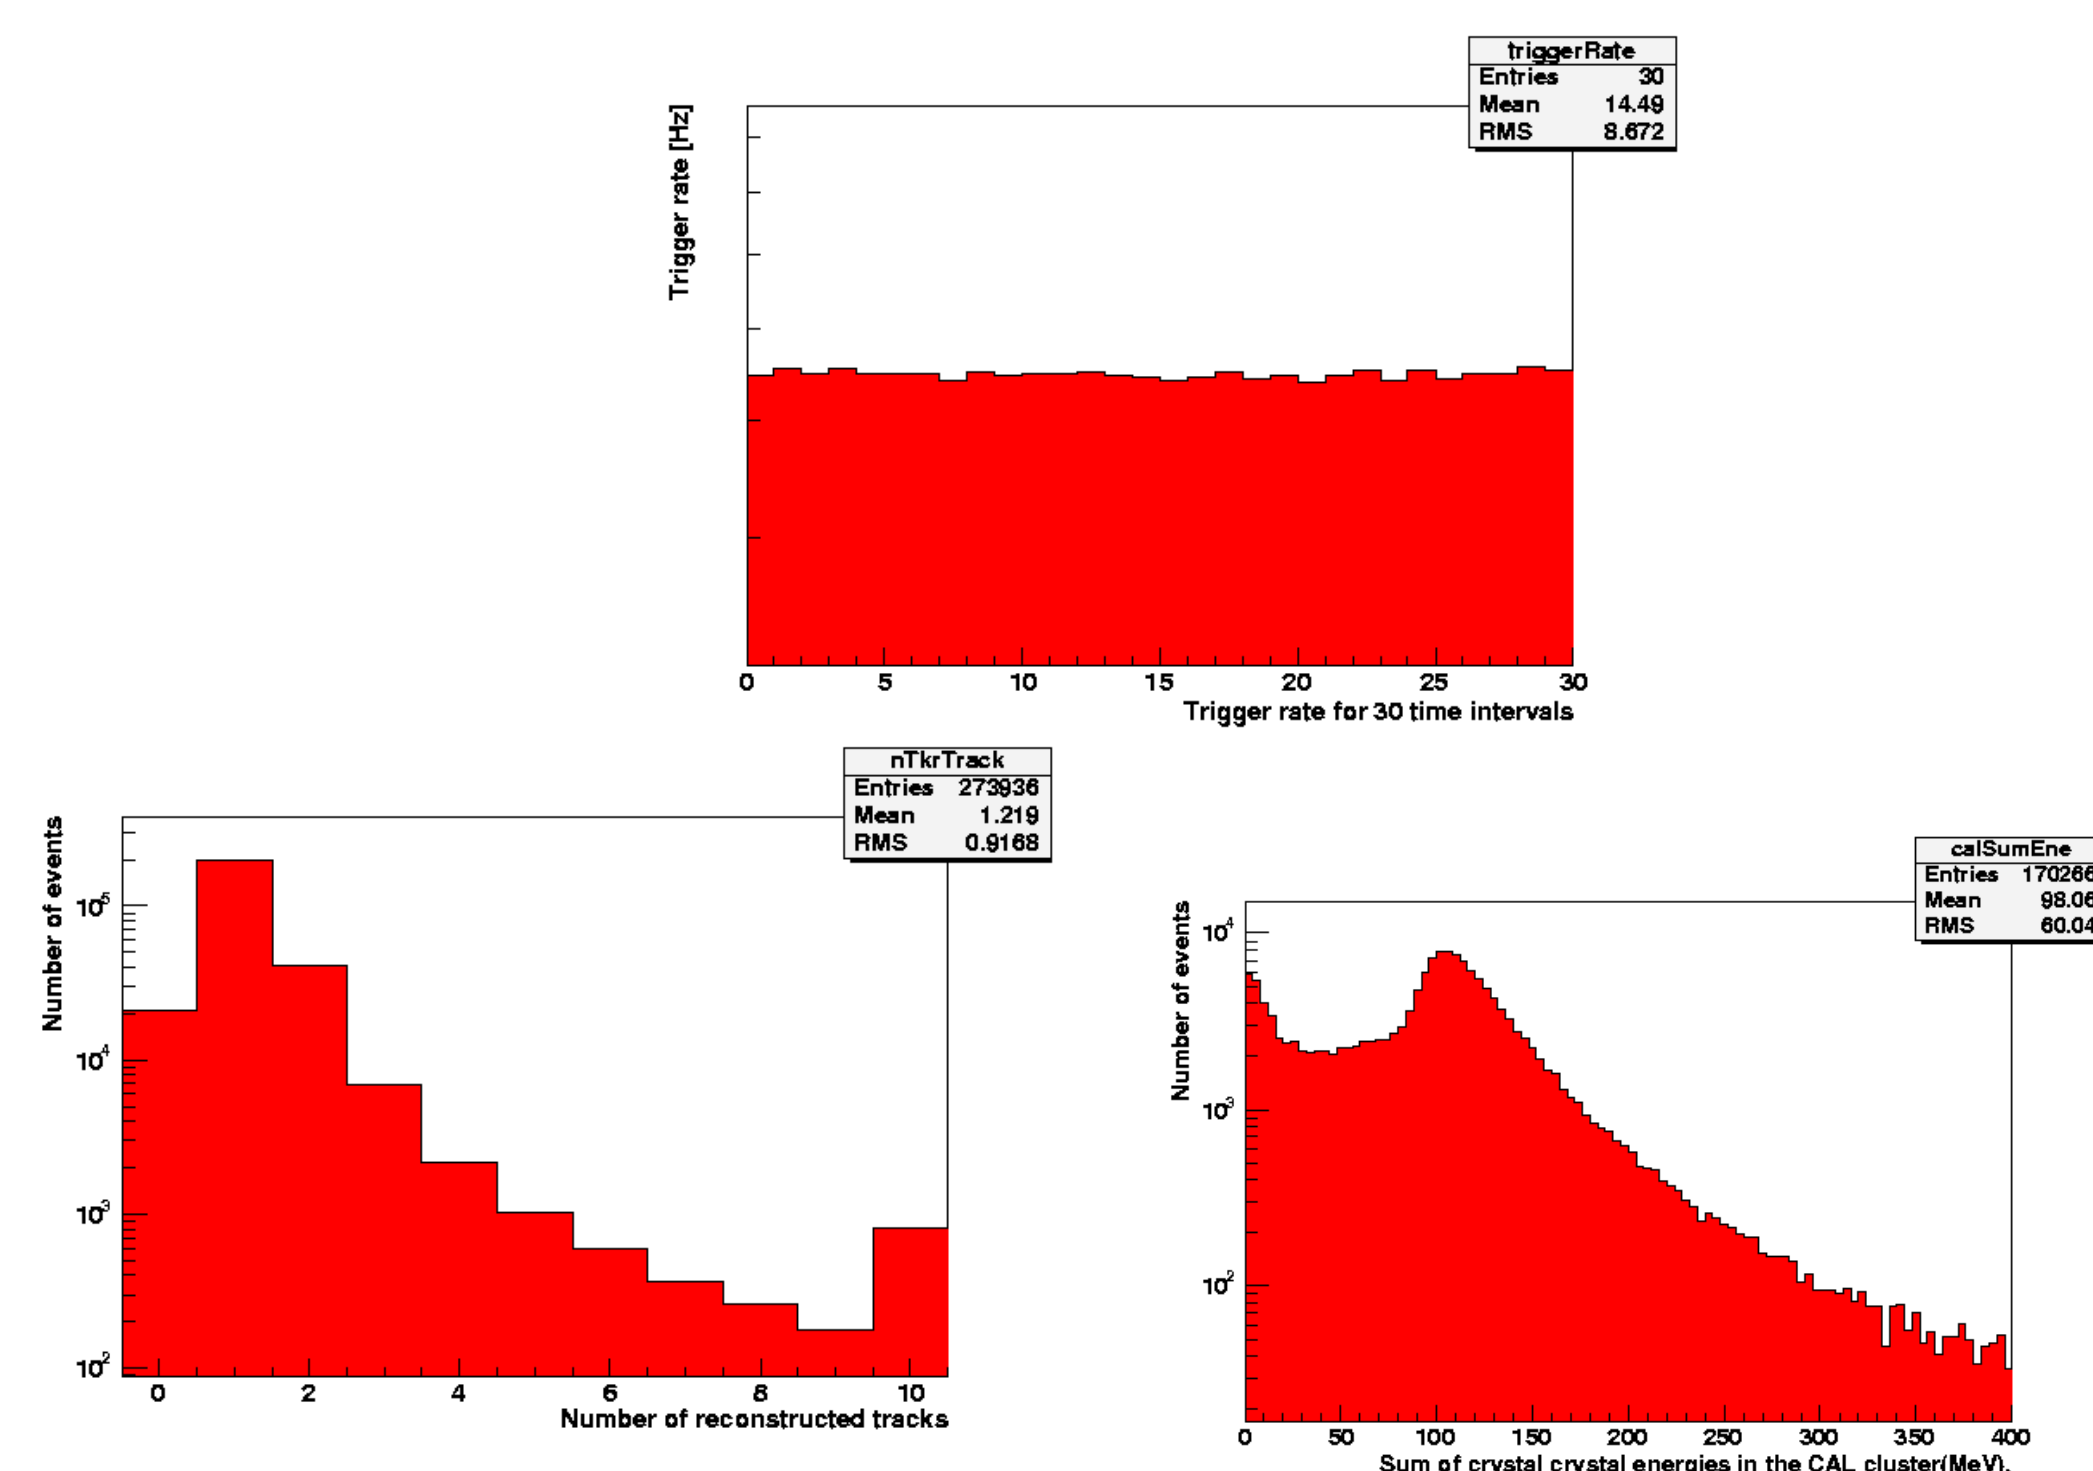 triggerRate
Entries 30
Mean 14.49
RMS 8.672
Trigger rate [Hz]
0 5 10 15 20 25 30
Trigger rate for 30 time intervals
nTkrTrack
Entries 273936
Mean 1.219
RMS 0.9168
Number of events
10^5
10^4
10^3
10^2
0 2 4 6 8 10
Number of reconstructed tracks
calSumEne
Entries 170266
Mean 98.06
RMS 60.04
Number of events
10^4
10^3
10^2
0 50 100 150 200 250 300 350 400
Sum of crystal crystal energies in the CAL cluster(MeV).